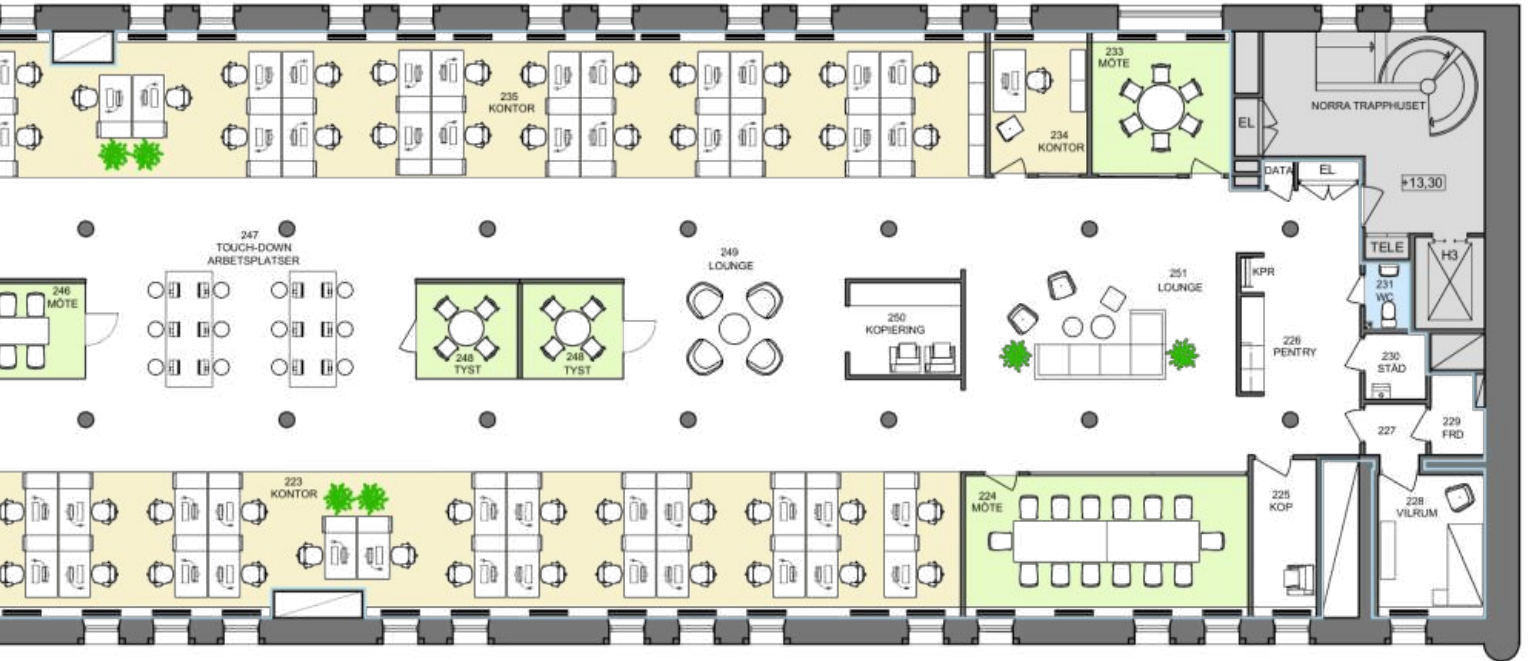 233
MÖTE
235
KONTOR
234
KONTOR
NORRA TRAPPHUSET
EL
DATA
EL
+13,30
247
TOUCH-DOWN
ARBETSPLATSER
249
LOUNGE
TELE
H3
246
MÖTE
KPR
251
LOUNGE
231
WC
250
KOPIERING
226
PENTRY
248
TYST
248
TYST
230
STÄD
227
229
FRD
223
KONTOR
224
MÖTE
225
KOP
228
VILRUM